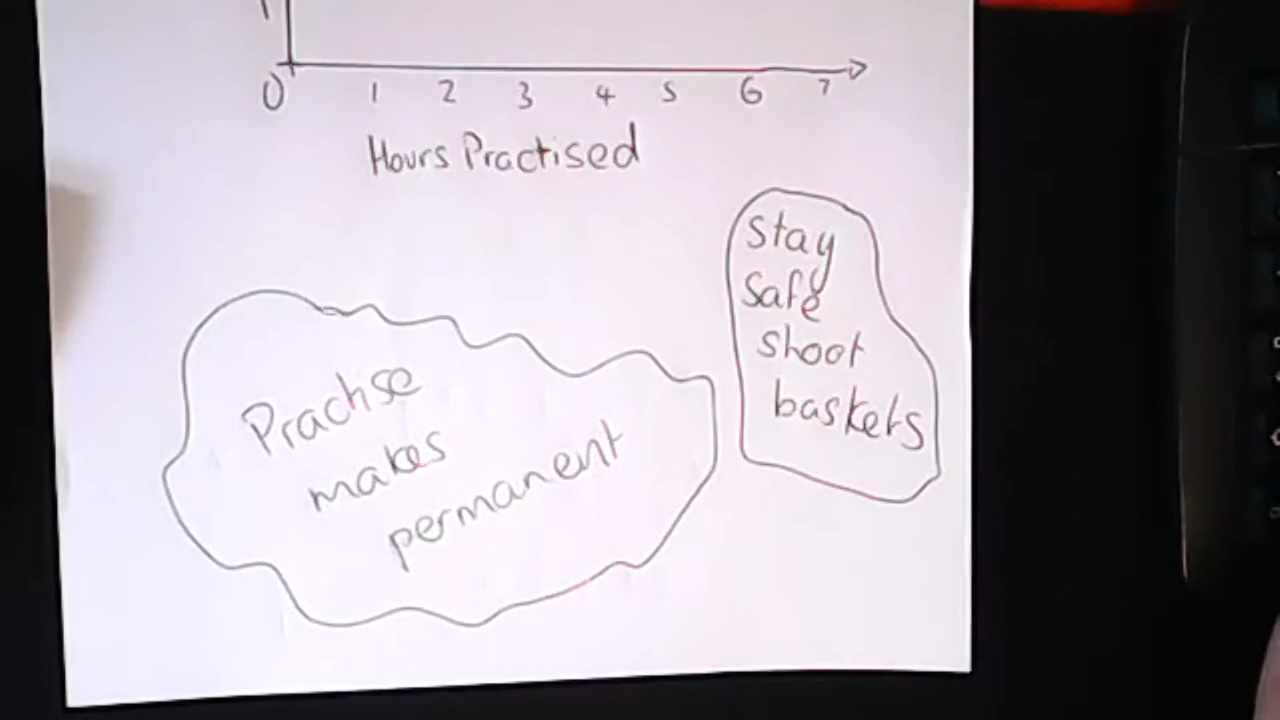 0 1 2 3 4 5 6 7
Hours Practised
stay
safe
shoot
baskets
Practise
makes
permanent